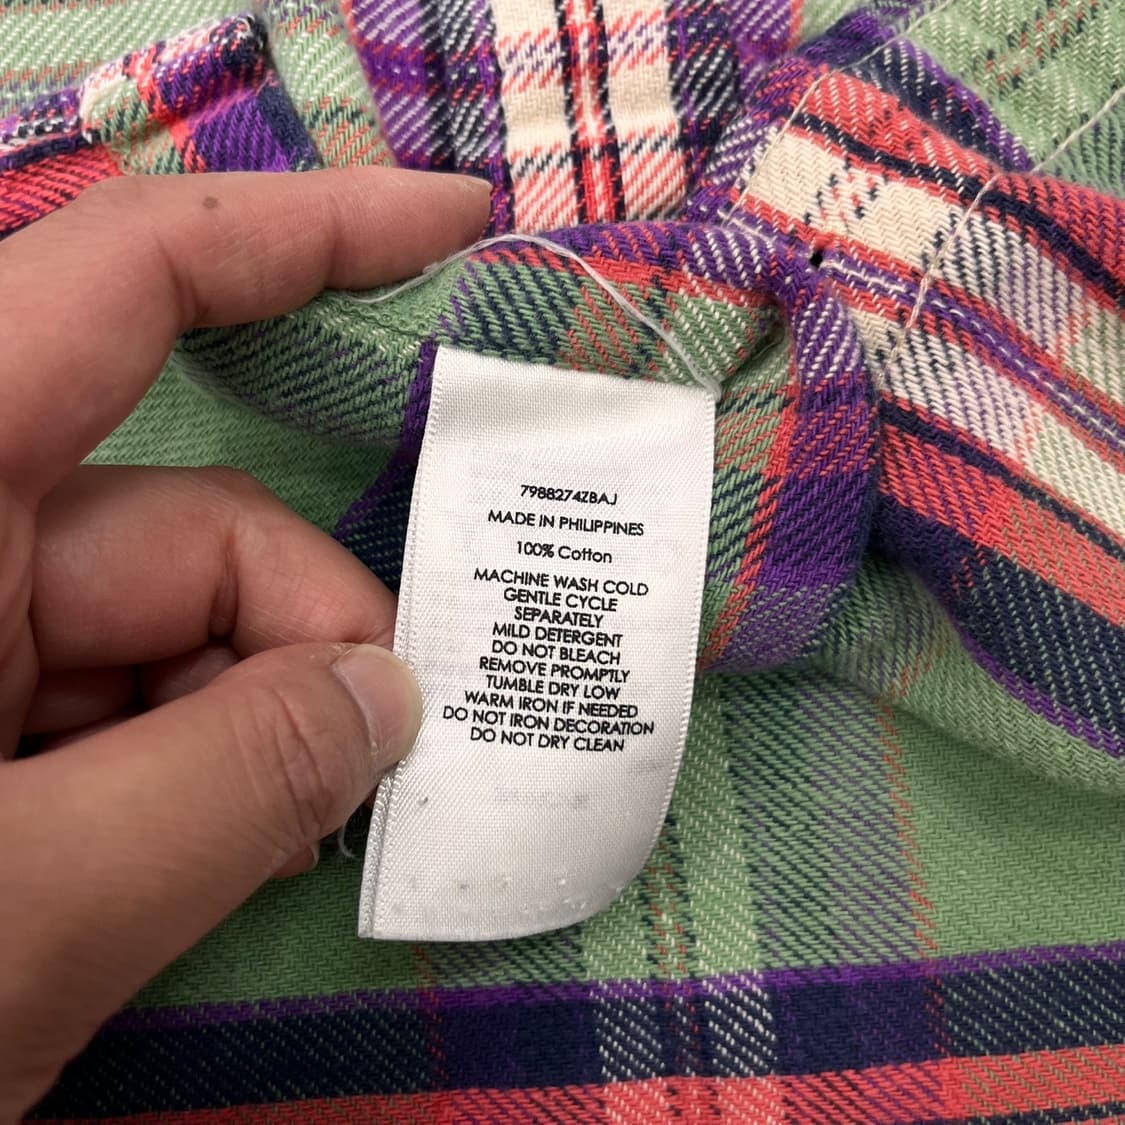 7988274ZBAJ
MADE IN PHILIPPINES
100% Cotton
MACHINE WASH COLD
GENTLE CYCLE
SEPARATELY
MILD DETERGENT
DO NOT BLEACH
REMOVE PROMPTLY
TUMBLE DRY LOW
WARM IRON IF NEEDED
DO NOT IRON DECORATION
DO NOT DRY CLEAN